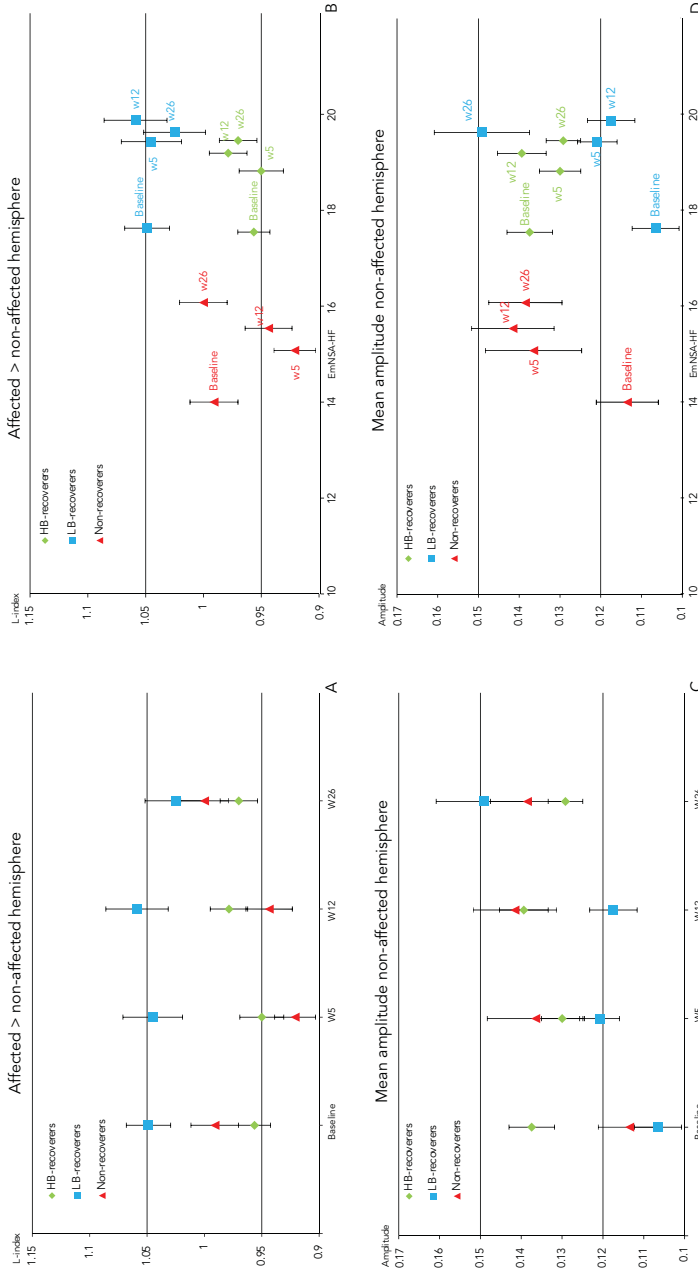 Affected > non-affected hemisphere
L-index
1.15
1.1
1.05
1
0.95
0.9
HB-recoverers
LB-recoverers
Non-recoverers
Baseline
W5
W12
W26
A
Affected > non-affected hemisphere
L-index
1.15
1.1
1.05
1
0.95
0.9
HB-recoverers
LB-recoverers
Non-recoverers
Baseline
w5
w12
w26
Baseline
w5
w12
w26
Baseline
w5
w12
w26
10
12
14
16
18
20
EmNSA-HF
B
Mean amplitude non-affected hemisphere
Amplitude
0.17
0.16
0.15
0.14
0.13
0.12
0.11
0.1
HB-recoverers
LB-recoverers
Non-recoverers
Baseline
W5
W12
W26
C
Mean amplitude non-affected hemisphere
Amplitude
0.17
0.16
0.15
0.14
0.13
0.12
0.11
0.1
HB-recoverers
LB-recoverers
Non-recoverers
Baseline
w5
w12
w26
Baseline
w5
w12
w26
Baseline
w5
w12
w26
10
12
14
16
18
20
EmNSA-HF
D